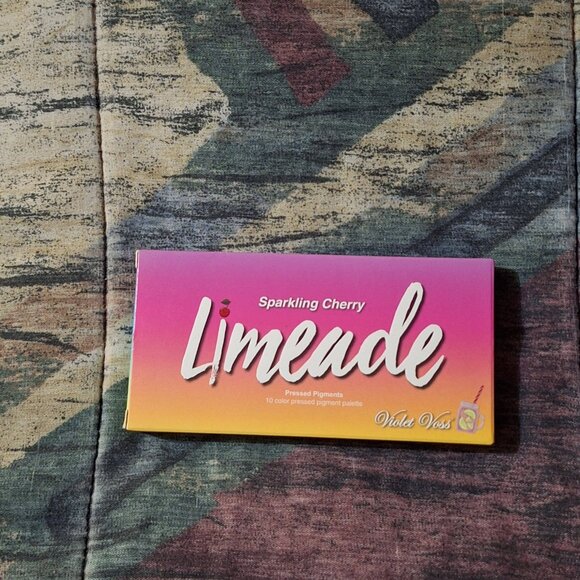 Sparkling Cherry
Limeade
Pressed Pigments
10 color pressed pigment palette
Violet Voss